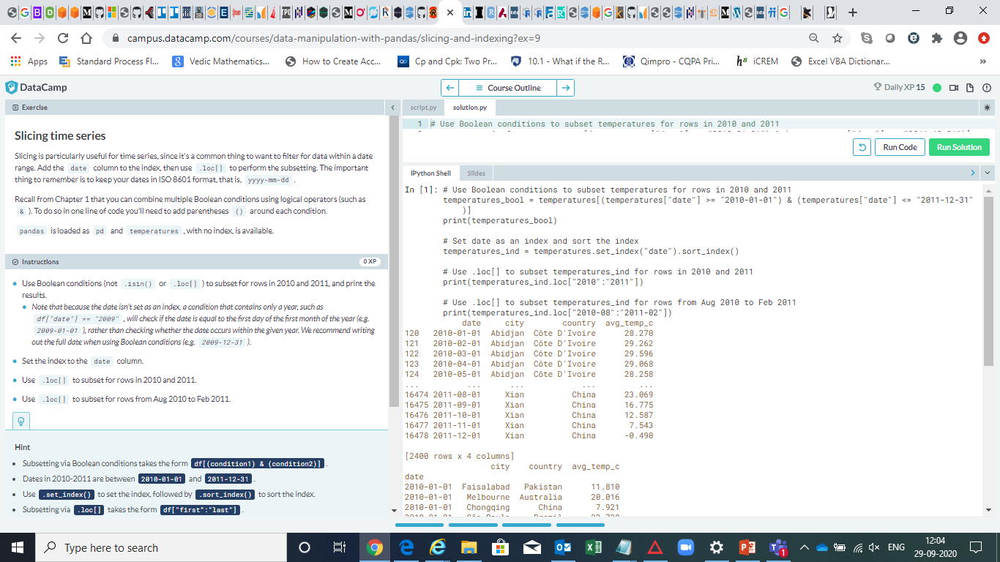 campus.datacamp.com/courses/data-manipulation-with-pandas/slicing-and-indexing?ex=9
Apps
Standard Process Fl...
Vedic Mathematics...
How to Create Acc...
Cp and Cpk: Two Pr...
10.1 - What if the R...
Qimpro - CQPA Pri...
iCREM
Excel VBA Dictionar...
DataCamp
Course Outline
Daily XP 15
Exercise
Slicing time series
Slicing is particularly useful for time series, since it's a common thing to want to filter for data within a date
range. Add the date column to the index, then use .loc[] to perform the subsetting. The important
thing to remember is to keep your dates in ISO 8601 format, that is, yyyy-mm-dd .
Recall from Chapter 1 that you can combine multiple Boolean conditions using logical operators (such as
& ). To do so in one line of code you'll need to add parentheses () around each condition.
pandas is loaded as pd and temperatures , with no index, is available.
Instructions
0 XP
Use Boolean conditions (not .isin() or .loc[] ) to subset for rows in 2010 and 2011, and print the
results.
Note that because the date isn't set as an index, a condition that contains only a year, such as
df["date"] == "2009" , will check if the date is equal to the first day of the first month of the year (e.g.
2009-01-01 ), rather than checking whether the date occurs within the given year. We recommend writing
out the full date when using Boolean conditions (e.g. 2009-12-31 ).
Set the index to the date column.
Use .loc[] to subset for rows in 2010 and 2011.
Use .loc[] to subset for rows from Aug 2010 to Feb 2011.
Hint
Subsetting via Boolean conditions takes the form df[(condition1) & (condition2)] .
Dates in 2010-2011 are between 2010-01-01 and 2011-12-31 .
Use .set_index() to set the index, followed by .sort_index() to sort the index.
Subsetting via .loc[] takes the form df["first":"last"] .
script.py
solution.py
1 # Use Boolean conditions to subset temperatures for rows in 2010 and 2011
Run Code
Run Solution
IPython Shell
Slides
In [1]: # Use Boolean conditions to subset temperatures for rows in 2010 and 2011
temperatures_bool = temperatures[(temperatures["date"] >= "2010-01-01") & (temperatures["date"] <= "2011-12-31"
)]
print(temperatures_bool)
# Set date as an index and sort the index
temperatures_ind = temperatures.set_index("date").sort_index()
# Use .loc[] to subset temperatures_ind for rows in 2010 and 2011
print(temperatures_ind.loc["2010":"2011"])
# Use .loc[] to subset temperatures_ind for rows from Aug 2010 to Feb 2011
print(temperatures_ind.loc["2010-08":"2011-02"])
date city country avg_temp_c
120 2010-01-01 Abidjan Côte D'Ivoire 28.270
121 2010-02-01 Abidjan Côte D'Ivoire 29.262
122 2010-03-01 Abidjan Côte D'Ivoire 29.596
123 2010-04-01 Abidjan Côte D'Ivoire 29.068
124 2010-05-01 Abidjan Côte D'Ivoire 28.258
... ... ... ... ...
16474 2011-08-01 Xian China 23.069
16475 2011-09-01 Xian China 16.775
16476 2011-10-01 Xian China 12.587
16477 2011-11-01 Xian China 7.543
16478 2011-12-01 Xian China -0.490
[2400 rows x 4 columns]
city country avg_temp_c
date
2010-01-01 Faisalabad Pakistan 11.810
2010-01-01 Melbourne Australia 20.016
2010-01-01 Chongqing China 7.921
Type here to search
ENG
12:04
29-09-2020